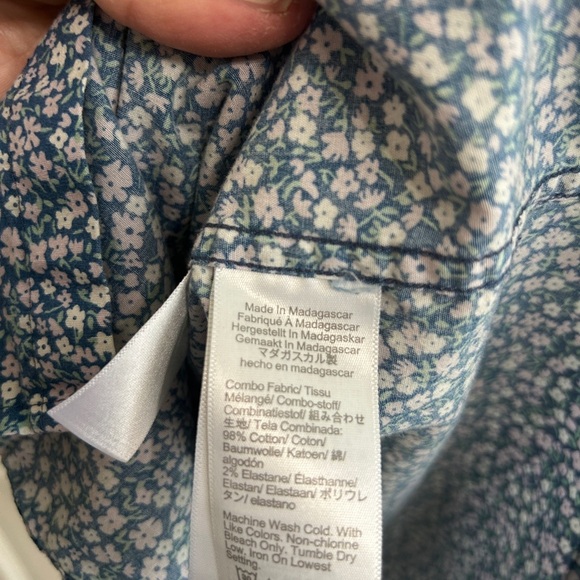 Made In Madagascar
Fabriqué À Madagascar
Hergestellt In Madagaskar
Gemaakt In Madagascar
マダガスカル製
hecho en madagascar
Combo Fabric/ Tissu
Mélangé/ Combo-stoff/
Combinatiestof/ 組み合わせ
生地/ Tela Combinada:
98% Cotton/ Coton/
Baumwolle/ Katoen/ 綿/
algodón
2% Elastane/ Élasthanne/
Elastan/ Elastaan/ ポリウレ
タン/ elastano
Machine Wash Cold. With
Like Colors. Non-chlorine
Bleach Only. Tumble Dry
Low. Iron On Lowest
Setting.